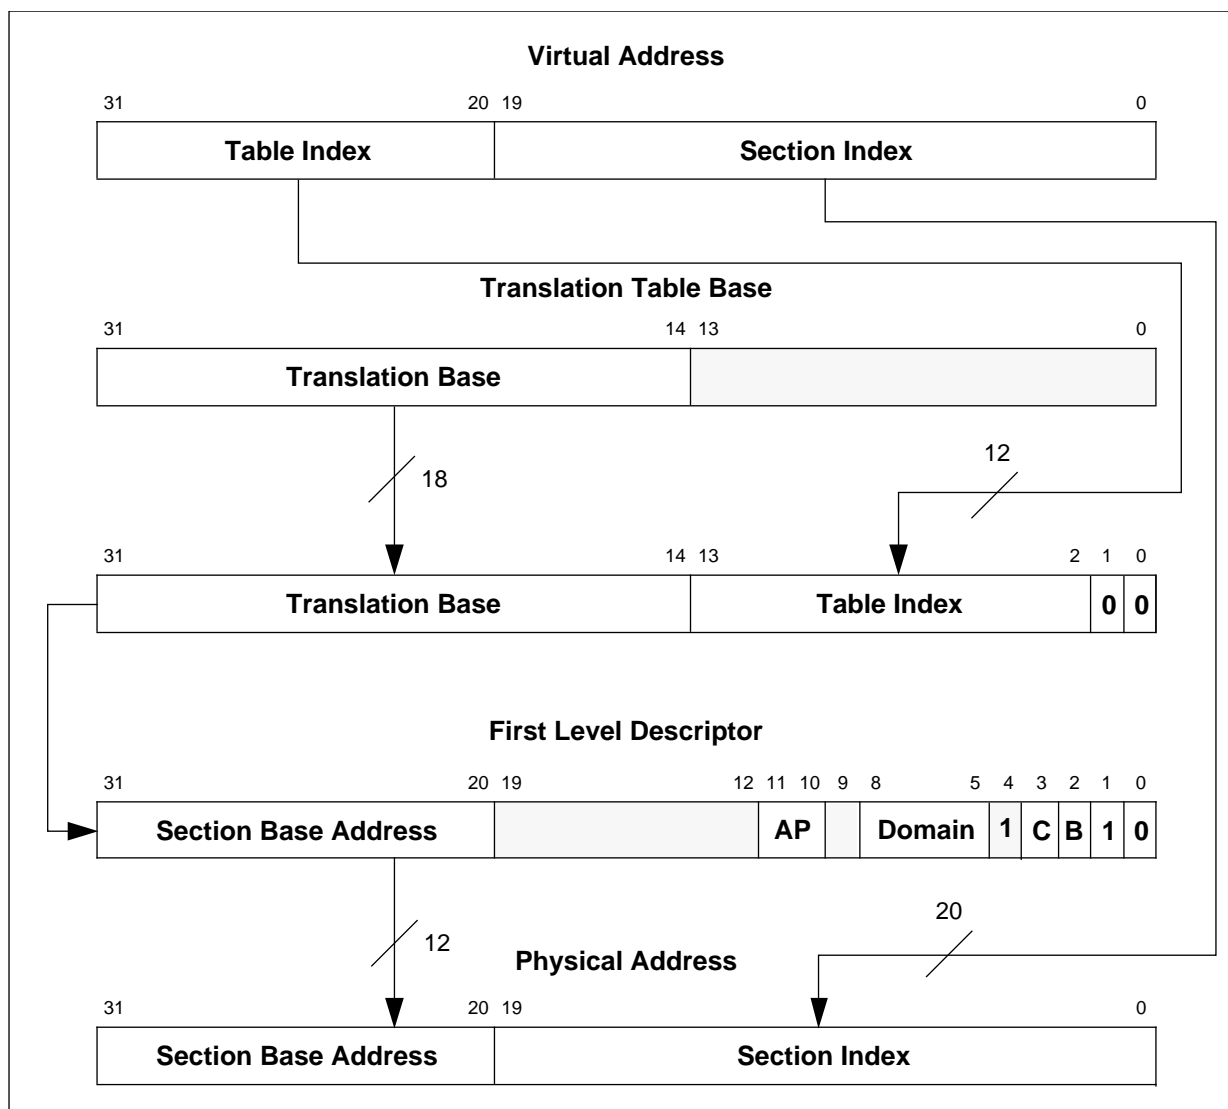 Virtual Address
31 20 19 0
Table Index Section Index
Translation Table Base
31 14 13 0
Translation Base
18 12
31 14 13 2 1 0
Translation Base Table Index 0 0
First Level Descriptor
31 20 19 12 11 10 9 8 5 4 3 2 1 0
Section Base Address AP Domain 1 C B 1 0
12 20
Physical Address
31 20 19 0
Section Base Address Section Index